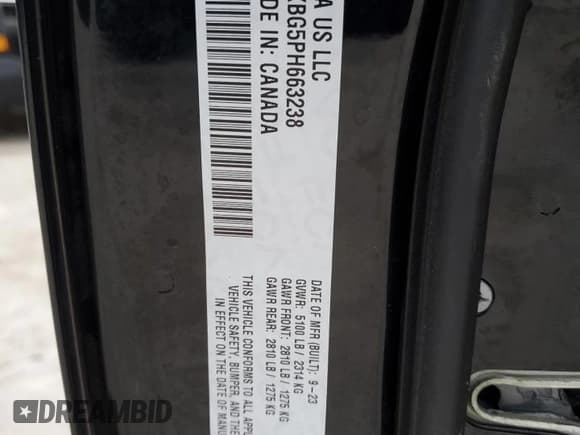 A US LLC
BG5PH663238
DE IN: CANADA
DATE OF MFR (BUILT): 9-23
GVWR: 5100 LB / 2314 KG
GAWR FRONT: 2810 LB / 1275 KG
GAWR REAR: 2810 LB / 1275 KG
THIS VEHICLE CONFORMS TO ALL APPL
VEHICLE SAFETY, BUMPER, AND THE
IN EFFECT ON THE DATE OF MANU
DREAMBID